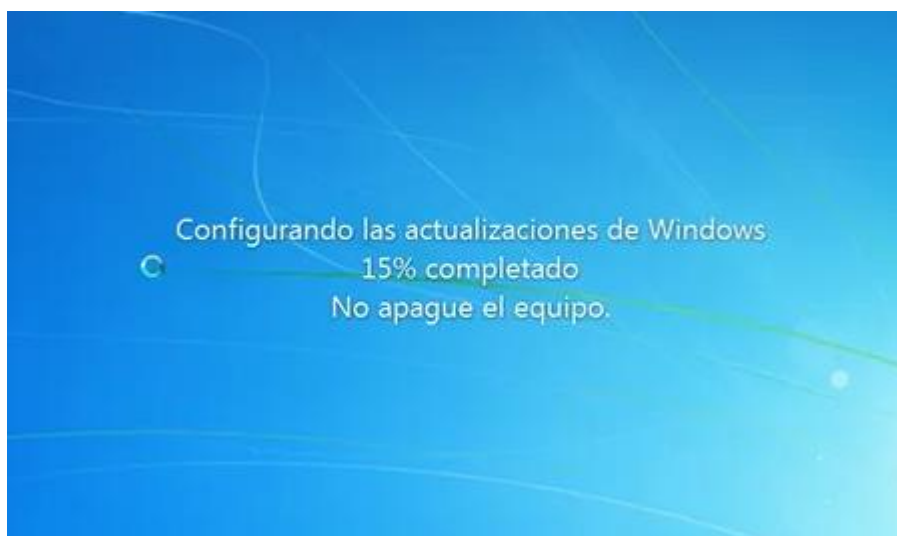 Configurando las actualizaciones de Windows
15% completado
No apague el equipo.